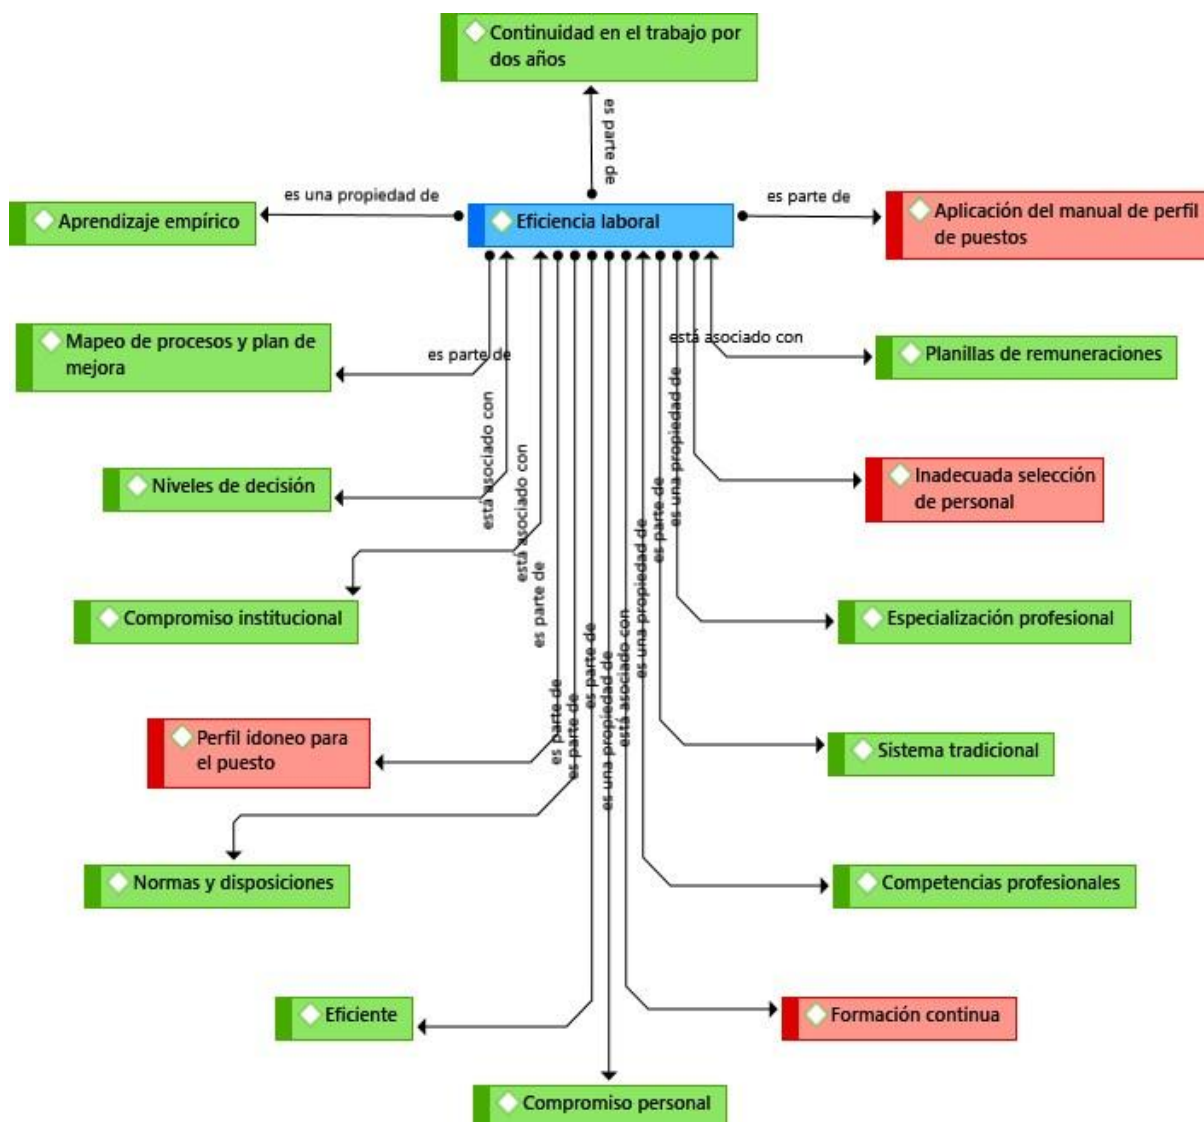 Continuidad en el trabajo por
dos años
es parte de
es una propiedad de
es parte de
Aprendizaje empírico
Eficiencia laboral
Aplicación del manual de perfil
de puestos
Mapeo de procesos y plan de
mejora
es parte de
está asociado con
Planillas de remuneraciones
está asociado con
está asociado con
es una propiedad de
Niveles de decisión
Inadecuada selección
de personal
es parte de
es parte de
es una propiedad de
Compromiso institucional
Especialización profesional
es parte de
es parte de
es parte de
es una propiedad de
está asociado con
Perfil idoneo para
el puesto
Sistema tradicional
Normas y disposiciones
Competencias profesionales
Eficiente
Formación continua
Compromiso personal